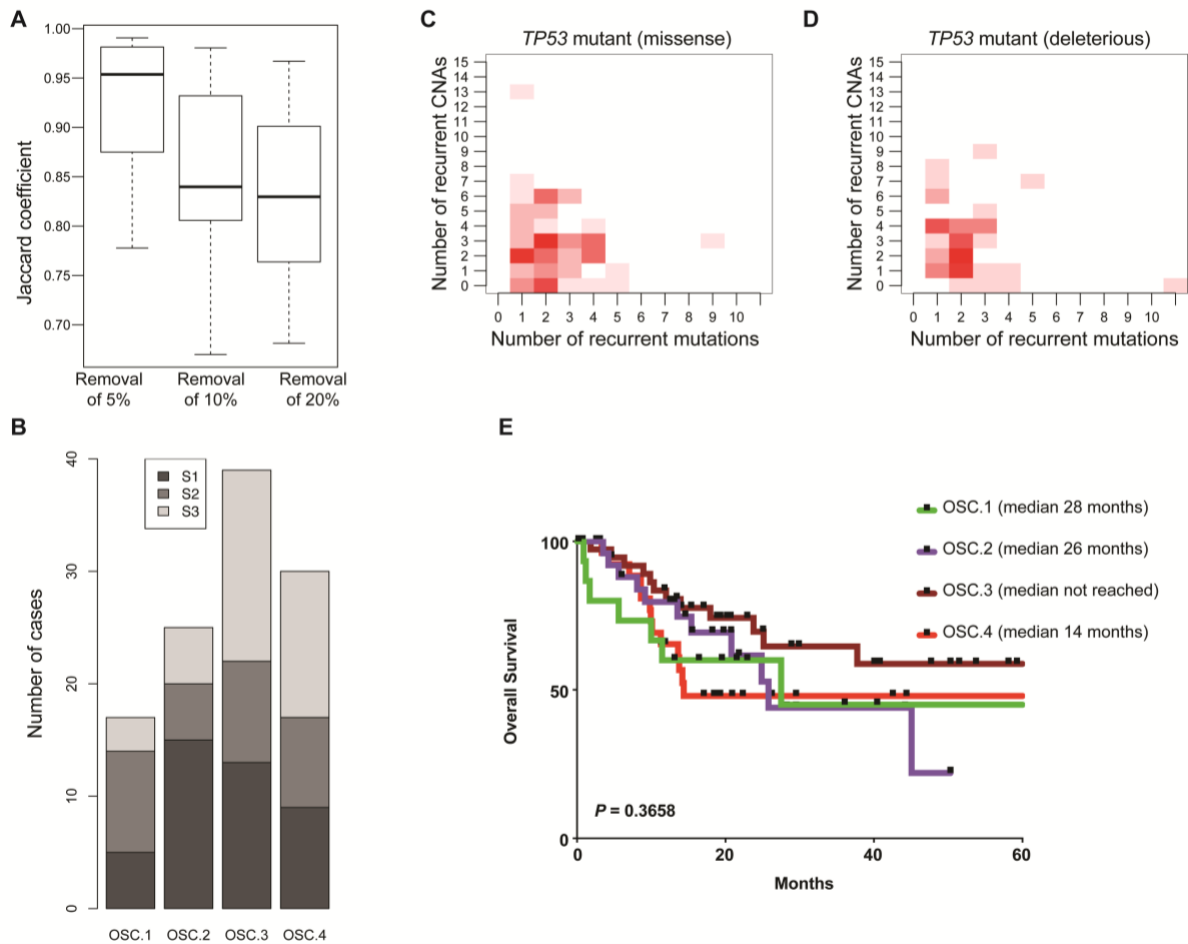 A
1.00
0.95
0.90
0.85
0.80
0.75
0.70
Jaccard coefficient
Removal
of 5%
Removal
of 10%
Removal
of 20%
C
TP53 mutant (missense)
15
14
13
12
11
10
9
8
7
6
5
4
3
2
1
0
Number of recurrent CNAs
0 1 2 3 4 5 6 7 8 9 10
Number of recurrent mutations
D
TP53 mutant (deleterious)
15
14
13
12
11
10
9
8
7
6
5
4
3
2
1
0
Number of recurrent CNAs
0 1 2 3 4 5 6 7 8 9 10
Number of recurrent mutations
B
40
30
20
10
0
Number of cases
S1
S2
S3
OSC.1 OSC.2 OSC.3 OSC.4
E
OSC.1 (median 28 months)
OSC.2 (median 26 months)
OSC.3 (median not reached)
OSC.4 (median 14 months)
100
50
0
Overall Survival
P = 0.3658
0 20 40 60
Months